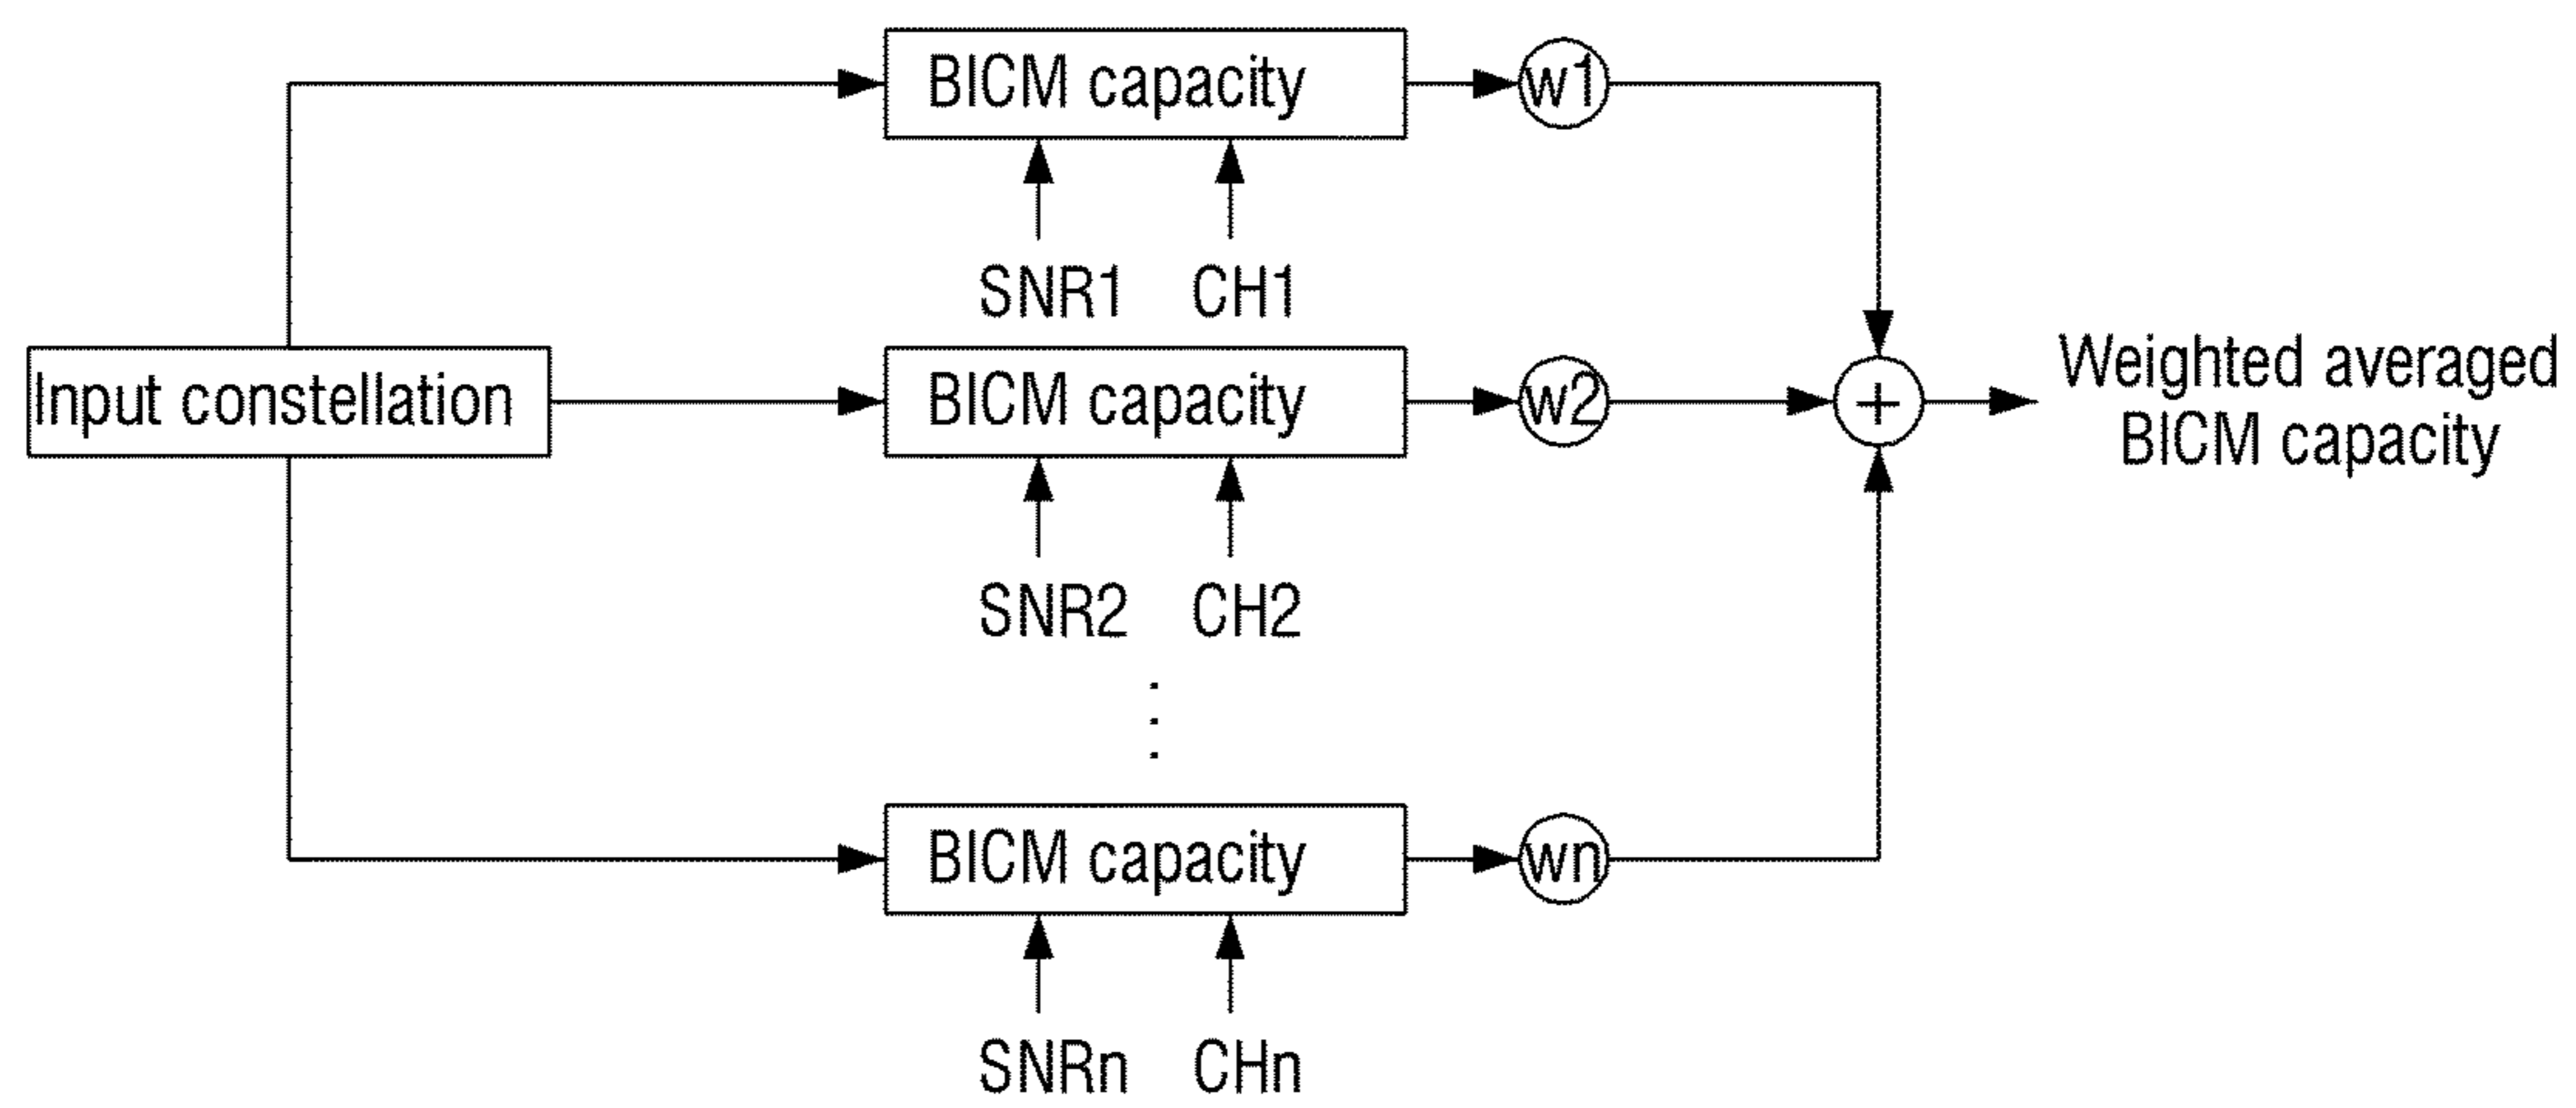 BICM capacity
w1
SNR1 CH1
Input constellation
BICM capacity
w2
+
Weighted averaged
BICM capacity
SNR2 CH2
BICM capacity
wn
SNRn CHn